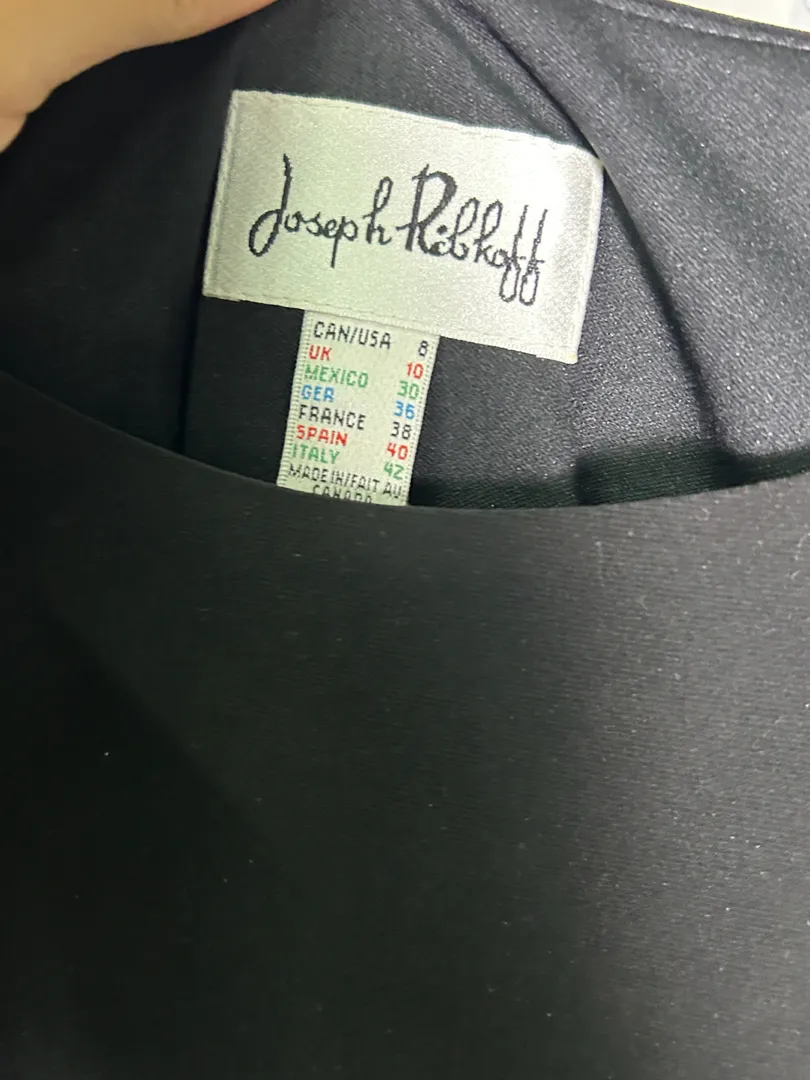 Joseph Ribkoff
CAN/USA 8
UK 10
MEXICO 30
GER 36
FRANCE 38
SPAIN 40
ITALY 42
MADE IN/FAIT AU
CANADA